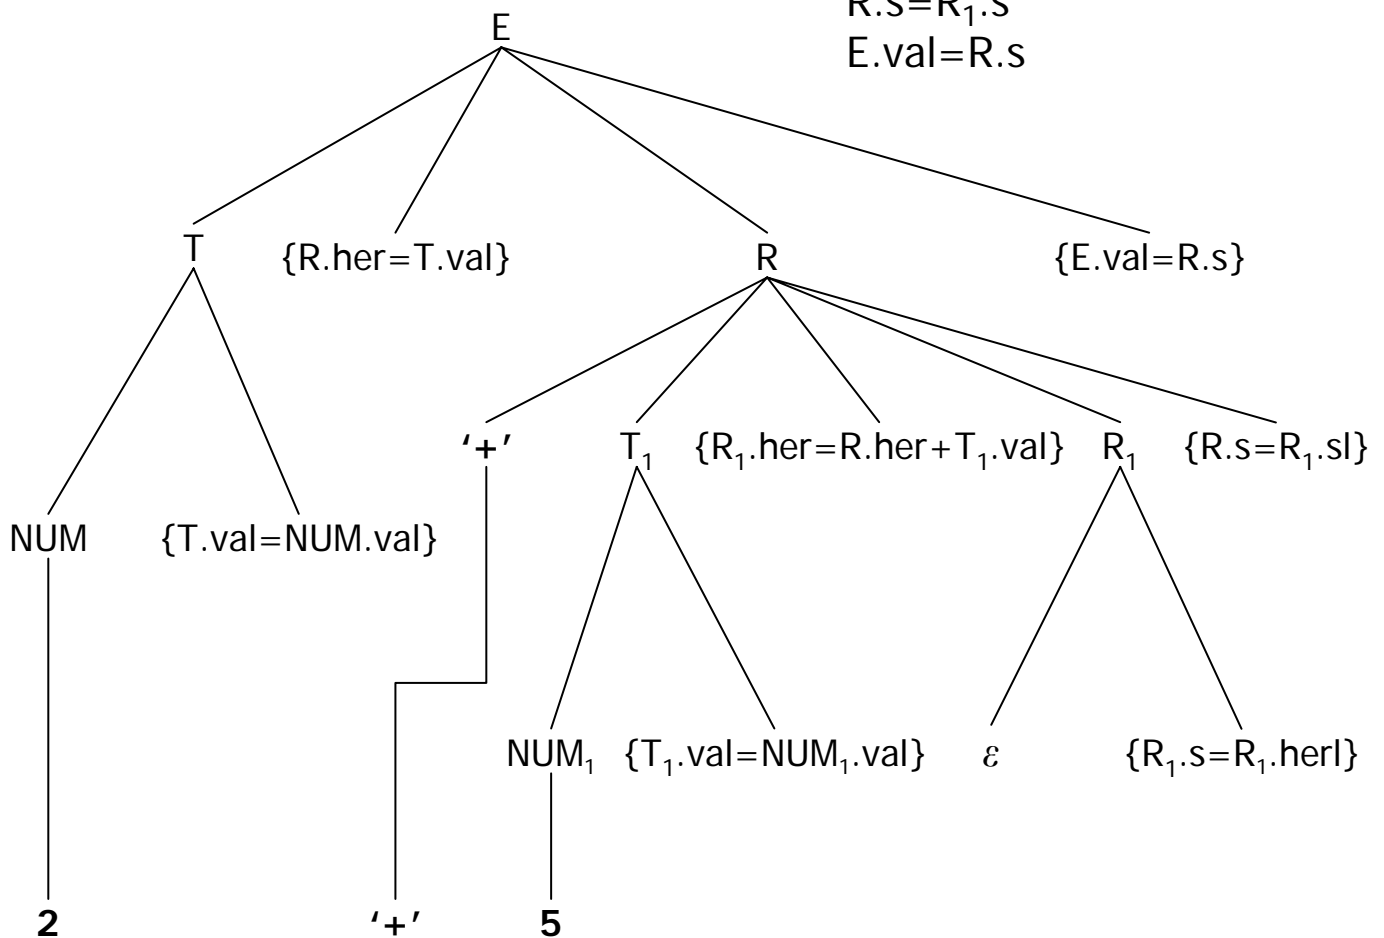 R.s=R₁.s
E
E.val=R.s
T {R.her=T.val} R {E.val=R.s}
‘+’ T₁ {R₁.her=R.her+T₁.val} R₁ {R.s=R₁.sl}
NUM {T.val=NUM.val}
NUM₁ {T₁.val=NUM₁.val} ε {R₁.s=R₁.herl}
2 ‘+’ 5